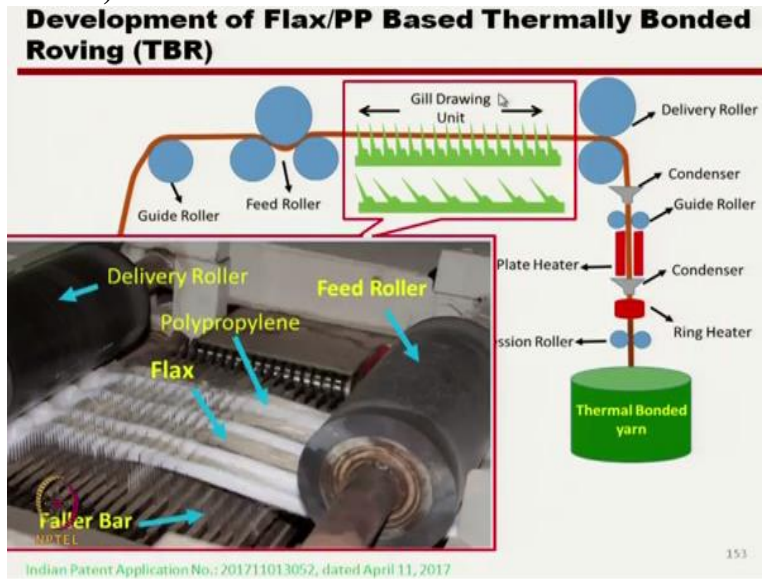 Development of Flax/PP Based Thermally Bonded
Roving (TBR)
Gill Drawing
Unit
Delivery Roller
Condenser
Guide Roller
Feed Roller
Guide Roller
Plate Heater
Condenser
Ring Heater
ssion Roller
Thermal Bonded
yarn
Delivery Roller
Feed Roller
Polypropylene
Flax
Faller Bar
NPTEL
Indian Patent Application No.: 201711013052, dated April 11, 2017
153